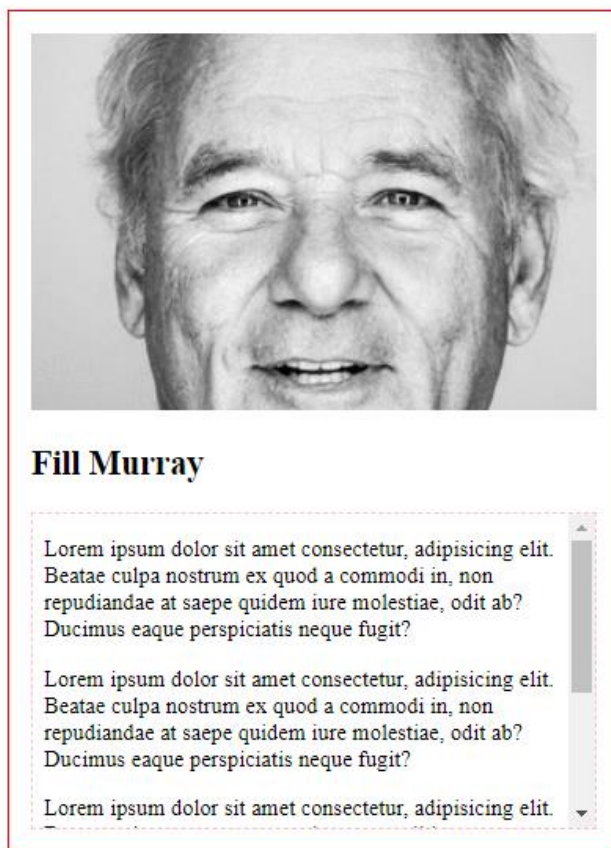 Fill Murray
Lorem ipsum dolor sit amet consectetur, adipisicing elit.
Beatae culpa nostrum ex quod a commodi in, non
repudiandae at saepe quidem iure molestiae, odit ab?
Ducimus eaque perspiciatis neque fugit?
Lorem ipsum dolor sit amet consectetur, adipisicing elit.
Beatae culpa nostrum ex quod a commodi in, non
repudiandae at saepe quidem iure molestiae, odit ab?
Ducimus eaque perspiciatis neque fugit?
Lorem ipsum dolor sit amet consectetur, adipisicing elit.